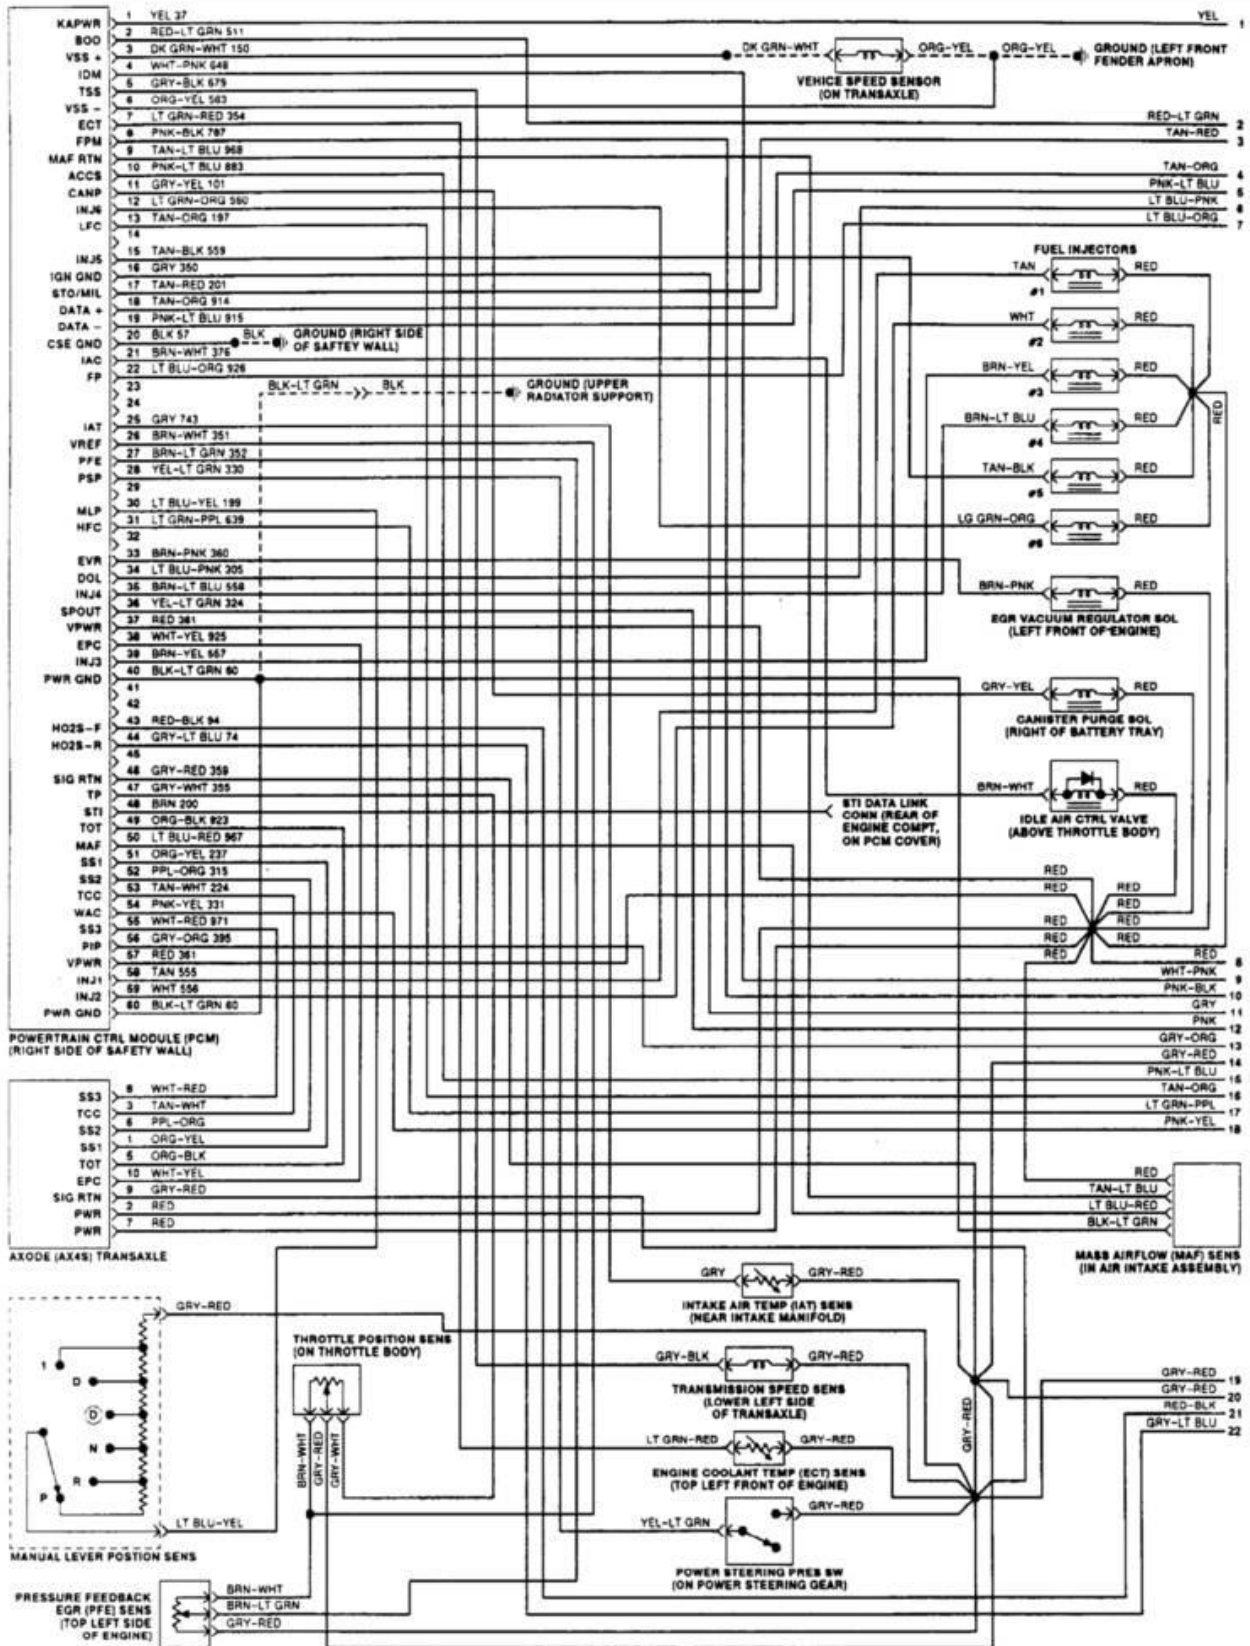 KAPWR 1 YEL 37
BOO 2 RED-LT GRN 511
VSS + 3 DK GRN-WHT 150
IDM 4 WHT-PNK 648
TSS 5 GRY-BLK 679
VSS - 6 ORG-YEL 563
ECT 7 LT GRN-RED 354
FPM 8 PNK-BLK 787
MAF RTN 9 TAN-LT BLU 968
ACCS 10 PNK-LT BLU 883
CANP 11 GRY-YEL 101
INJ6 12 LT GRN-ORG 560
LFC 13 TAN-ORG 197
14
INJ5 15 TAN-BLK 559
IGN GND 16 GRY 350
STO/MIL 17 TAN-RED 201
DATA + 18 TAN-ORG 914
DATA - 19 PNK-LT BLU 915
CSE GND 20 BLK 57
IAC 21 BRN-WHT 376
FP 22 LT BLU-ORG 926
23
24
IAT 25 GRY 743
VREF 26 BRN-WHT 351
PFE 27 BRN-LT GRN 352
PSP 28 YEL-LT GRN 330
29
MLP 30 LT BLU-YEL 199
HFC 31 LT GRN-PPL 639
32
EVR 33 BRN-PNK 360
DOL 34 LT BLU-PNK 305
INJ4 35 BRN-LT BLU 558
SPOUT 36 YEL-LT GRN 324
VPWR 37 RED 361
EPC 38 WHT-YEL 925
INJ3 39 BRN-YEL 557
PWR GND 40 BLK-LT GRN 60
41
42
HO2S-F 43 RED-BLK 94
HO2S-R 44 GRY-LT BLU 74
45
SIG RTN 46 GRY-RED 359
TP 47 GRY-WHT 355
STI 48 BRN 200
TOT 49 ORG-BLK 923
MAF 50 LT BLU-RED 967
SS1 51 ORG-YEL 237
SS2 52 PPL-ORG 315
TCC 53 TAN-WHT 224
WAC 54 PNK-YEL 331
SS3 55 WHT-RED 971
PIP 56 GRY-ORG 395
VPWR 57 RED 361
INJ1 58 TAN 555
INJ2 59 WHT 556
PWR GND 60 BLK-LT GRN 60
POWERTRAIN CTRL MODULE (PCM)
(RIGHT SIDE OF SAFETY WALL)
BLK
GROUND (RIGHT SIDE
OF SAFTEY WALL)
BLK-LT GRN
BLK
GROUND (UPPER
RADIATOR SUPPORT)
DK GRN-WHT
ORG-YEL
ORG-YEL
GROUND (LEFT FRONT
FENDER APRON)
VEHICE SPEED SENSOR
(ON TRANSAXLE)
YEL 1
RED-LT GRN 2
TAN-RED 3
TAN-ORG 4
PNK-LT BLU 5
LT BLU-PNK 6
LT BLU-ORG 7
FUEL INJECTORS
TAN #1 RED
WHT #2 RED
BRN-YEL #3 RED
BRN-LT BLU #4 RED
TAN-BLK #5 RED
LG GRN-ORG #6 RED
RED
BRN-PNK RED
EGR VACUUM REGULATOR SOL
(LEFT FRONT OF ENGINE)
GRY-YEL RED
CANISTER PURGE SOL
(RIGHT OF BATTERY TRAY)
BRN-WHT RED
IDLE AIR CTRL VALVE
(ABOVE THROTTLE BODY)
STI DATA LINK
CONN (REAR OF
ENGINE COMPT,
ON PCM COVER)
RED
RED RED
RED
RED RED
RED RED
RED
RED 8
WHT-PNK 9
PNK-BLK 10
GRY 11
PNK 12
GRY-ORG 13
GRY-RED 14
PNK-LT BLU 15
TAN-ORG 16
LT GRN-PPL 17
PNK-YEL 18
SS3 8 WHT-RED
TCC 3 TAN-WHT
SS2 6 PPL-ORG
SS1 1 ORG-YEL
TOT 5 ORG-BLK
EPC 10 WHT-YEL
SIG RTN 9 GRY-RED
PWR 2 RED
PWR 7 RED
AXODE (AX4S) TRANSAXLE
RED
TAN-LT BLU
LT BLU-RED
BLK-LT GRN
MASS AIRFLOW (MAF) SENS
(IN AIR INTAKE ASSEMBLY)
GRY GRY-RED
INTAKE AIR TEMP (IAT) SENS
(NEAR INTAKE MANIFOLD)
GRY-RED
1
D
D
N
R
P
LT BLU-YEL
MANUAL LEVER POSTION SENS
THROTTLE POSITION SENS
(ON THROTTLE BODY)
BRN-WHT
GRY-RED
GRY-WHT
GRY-BLK GRY-RED
TRANSMISSION SPEED SENS
(LOWER LEFT SIDE
OF TRANSAXLE)
GRY-RED
LT GRN-RED GRY-RED
ENGINE COOLANT TEMP (ECT) SENS
(TOP LEFT FRONT OF ENGINE)
GRY-RED
YEL-LT GRN
POWER STEERING PRES SW
(ON POWER STEERING GEAR)
GRY-RED 19
GRY-RED 20
RED-BLK 21
GRY-LT BLU 22
PRESSURE FEEDBACK
EGR (PFE) SENS
(TOP LEFT SIDE
OF ENGINE)
BRN-WHT
BRN-LT GRN
GRY-RED